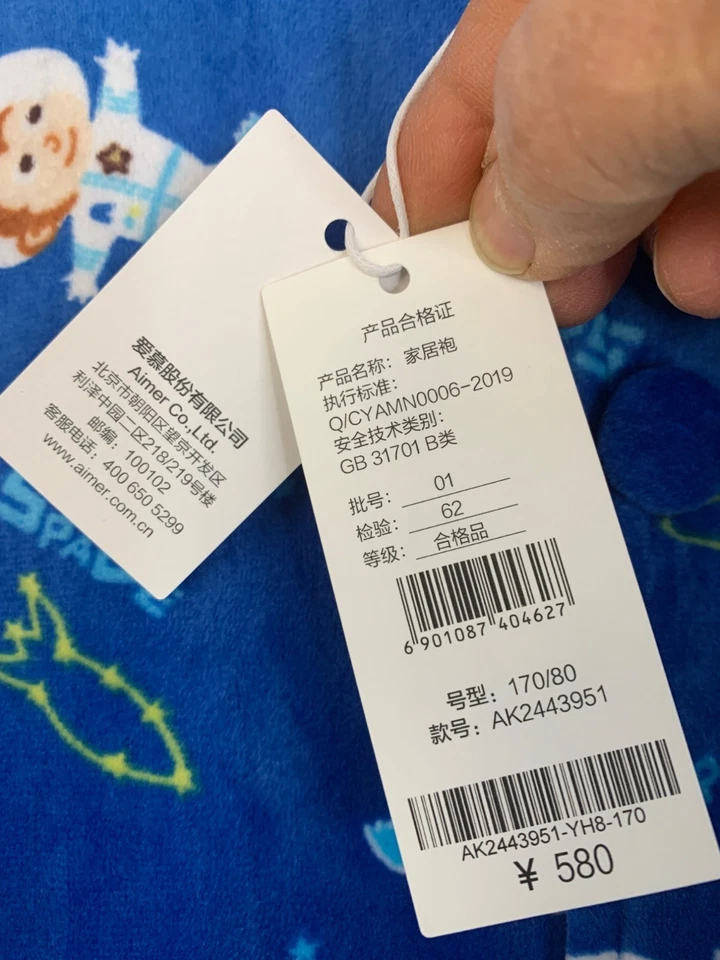 爱慕股份有限公司
Aimer Co.,Ltd.
北京市朝阳区望京开发区
利泽中园二区218/219号楼
邮编：100102
客服电话：400 650 5299
www.aimer.com.cn
产品合格证
产品名称：家居袍
执行标准：
Q/CYAMN0006-2019
安全技术类别：
GB 31701 B类
批号：01
检验：62
等级：合格品
6 901087 404627
号型：170/80
款号：AK2443951
AK2443951-YH8-170
¥ 580
SPACE